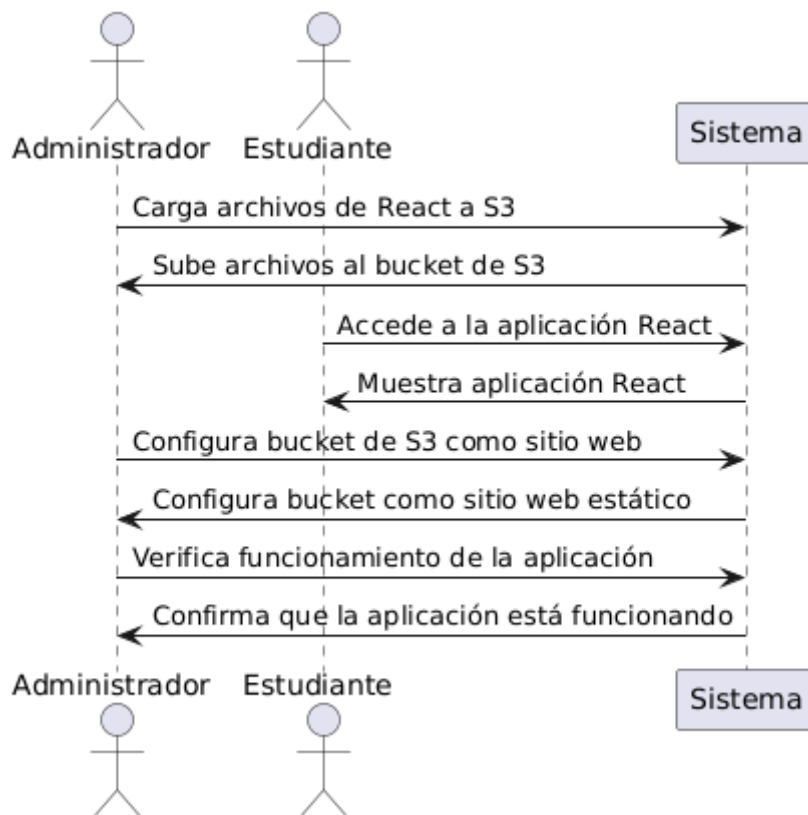 Administrador
Estudiante
Sistema
Carga archivos de React a S3
Sube archivos al bucket de S3
Accede a la aplicación React
Muestra aplicación React
Configura bucket de S3 como sitio web
Configura bucket como sitio web estático
Verifica funcionamiento de la aplicación
Confirma que la aplicación está funcionando
Administrador
Estudiante
Sistema